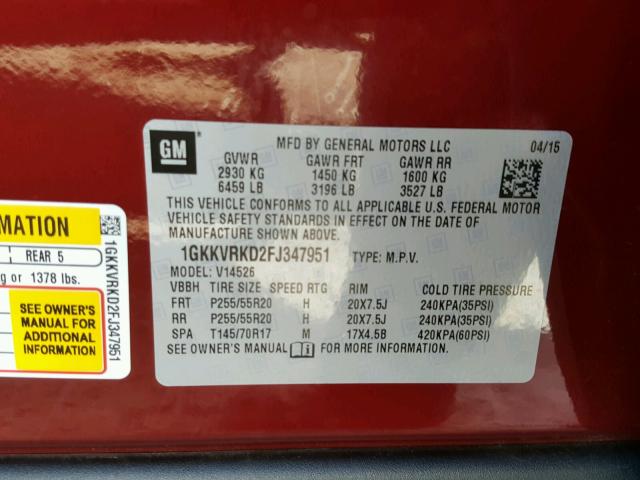 GM
MFD BY GENERAL MOTORS LLC 04/15
GVWR GAWR FRT GAWR RR
2930 KG 1450 KG 1600 KG
6459 LB 3196 LB 3527 LB
THIS VEHICLE CONFORMS TO ALL APPLICABLE U.S. FEDERAL MOTOR
VEHICLE SAFETY STANDARDS IN EFFECT ON THE DATE OF
MANUFACTURE SHOWN ABOVE.
1GKKVRKD2FJ347951 TYPE: M.P.V.
MODEL: V14526
VBBH TIRE SIZE SPEED RTG RIM COLD TIRE PRESSURE
FRT P255/55R20 H 20X7.5J 240KPA(35PSI)
RR P255/55R20 H 20X7.5J 240KPA(35PSI)
SPA T145/70R17 M 17X4.5B 420KPA(60PSI)
SEE OWNER'S MANUAL FOR MORE INFORMATION.
MATION
REAR 5
g or 1378 lbs.
SEE OWNER'S
MANUAL FOR
ADDITIONAL
INFORMATION
1GKKVRKD2FJ347951